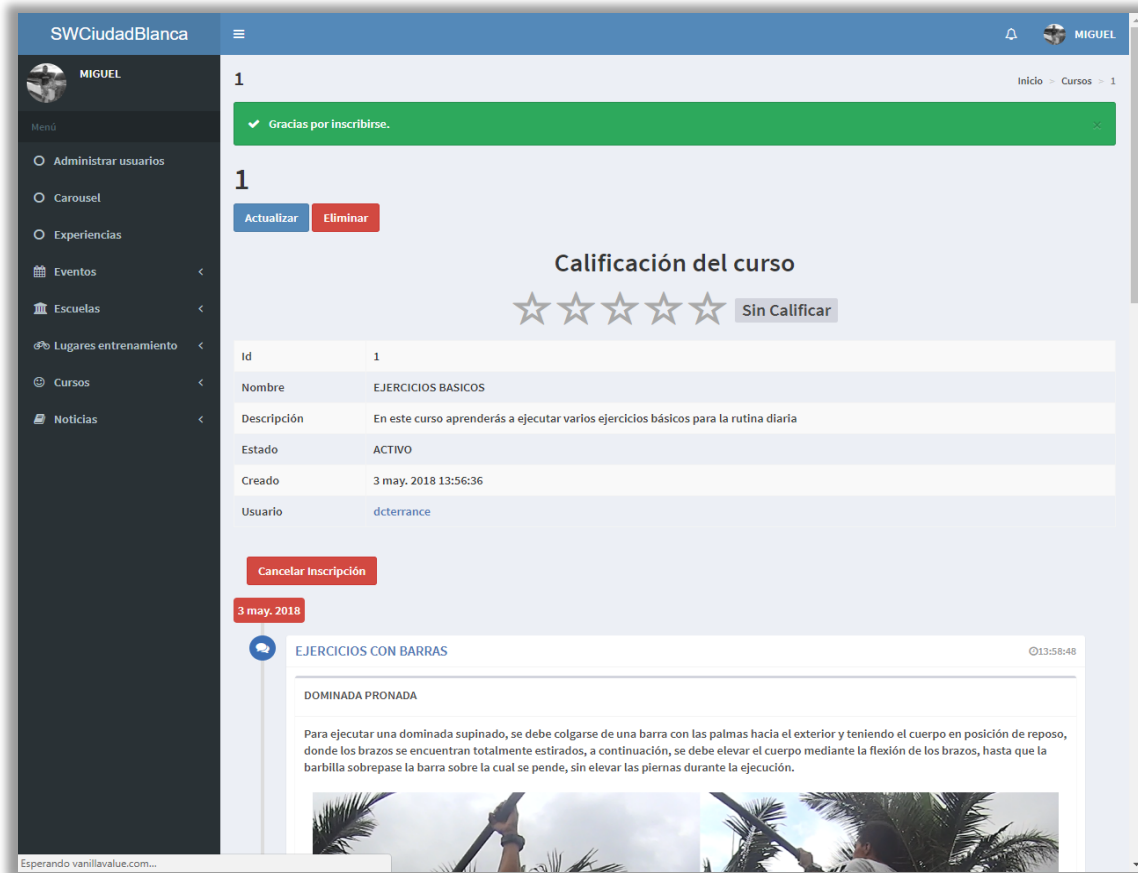 SWCiudadBlanca
MIGUEL
MIGUEL
Menú
Administrar usuarios
Carousel
Experiencias
Eventos
Escuelas
Lugares entrenamiento
Cursos
Noticias
1
Inicio > Cursos > 1
Gracias por inscribirse.
×
1
Actualizar
Eliminar
Calificación del curso
Sin Calificar
Id 1
Nombre EJERCICIOS BASICOS
Descripción En este curso aprenderás a ejecutar varios ejercicios básicos para la rutina diaria
Estado ACTIVO
Creado 3 may. 2018 13:56:36
Usuario dcterrance
Cancelar Inscripción
3 may. 2018
EJERCICIOS CON BARRAS
13:58:48
DOMINADA PRONADA
Para ejecutar una dominada supinado, se debe colgarse de una barra con las palmas hacia el exterior y teniendo el cuerpo en posición de reposo,
donde los brazos se encuentran totalmente estirados, a continuación, se debe elevar el cuerpo mediante la flexión de los brazos, hasta que la
barbilla sobrepase la barra sobre la cual se pende, sin elevar las piernas durante la ejecución.
Esperando vanillavalue.com...